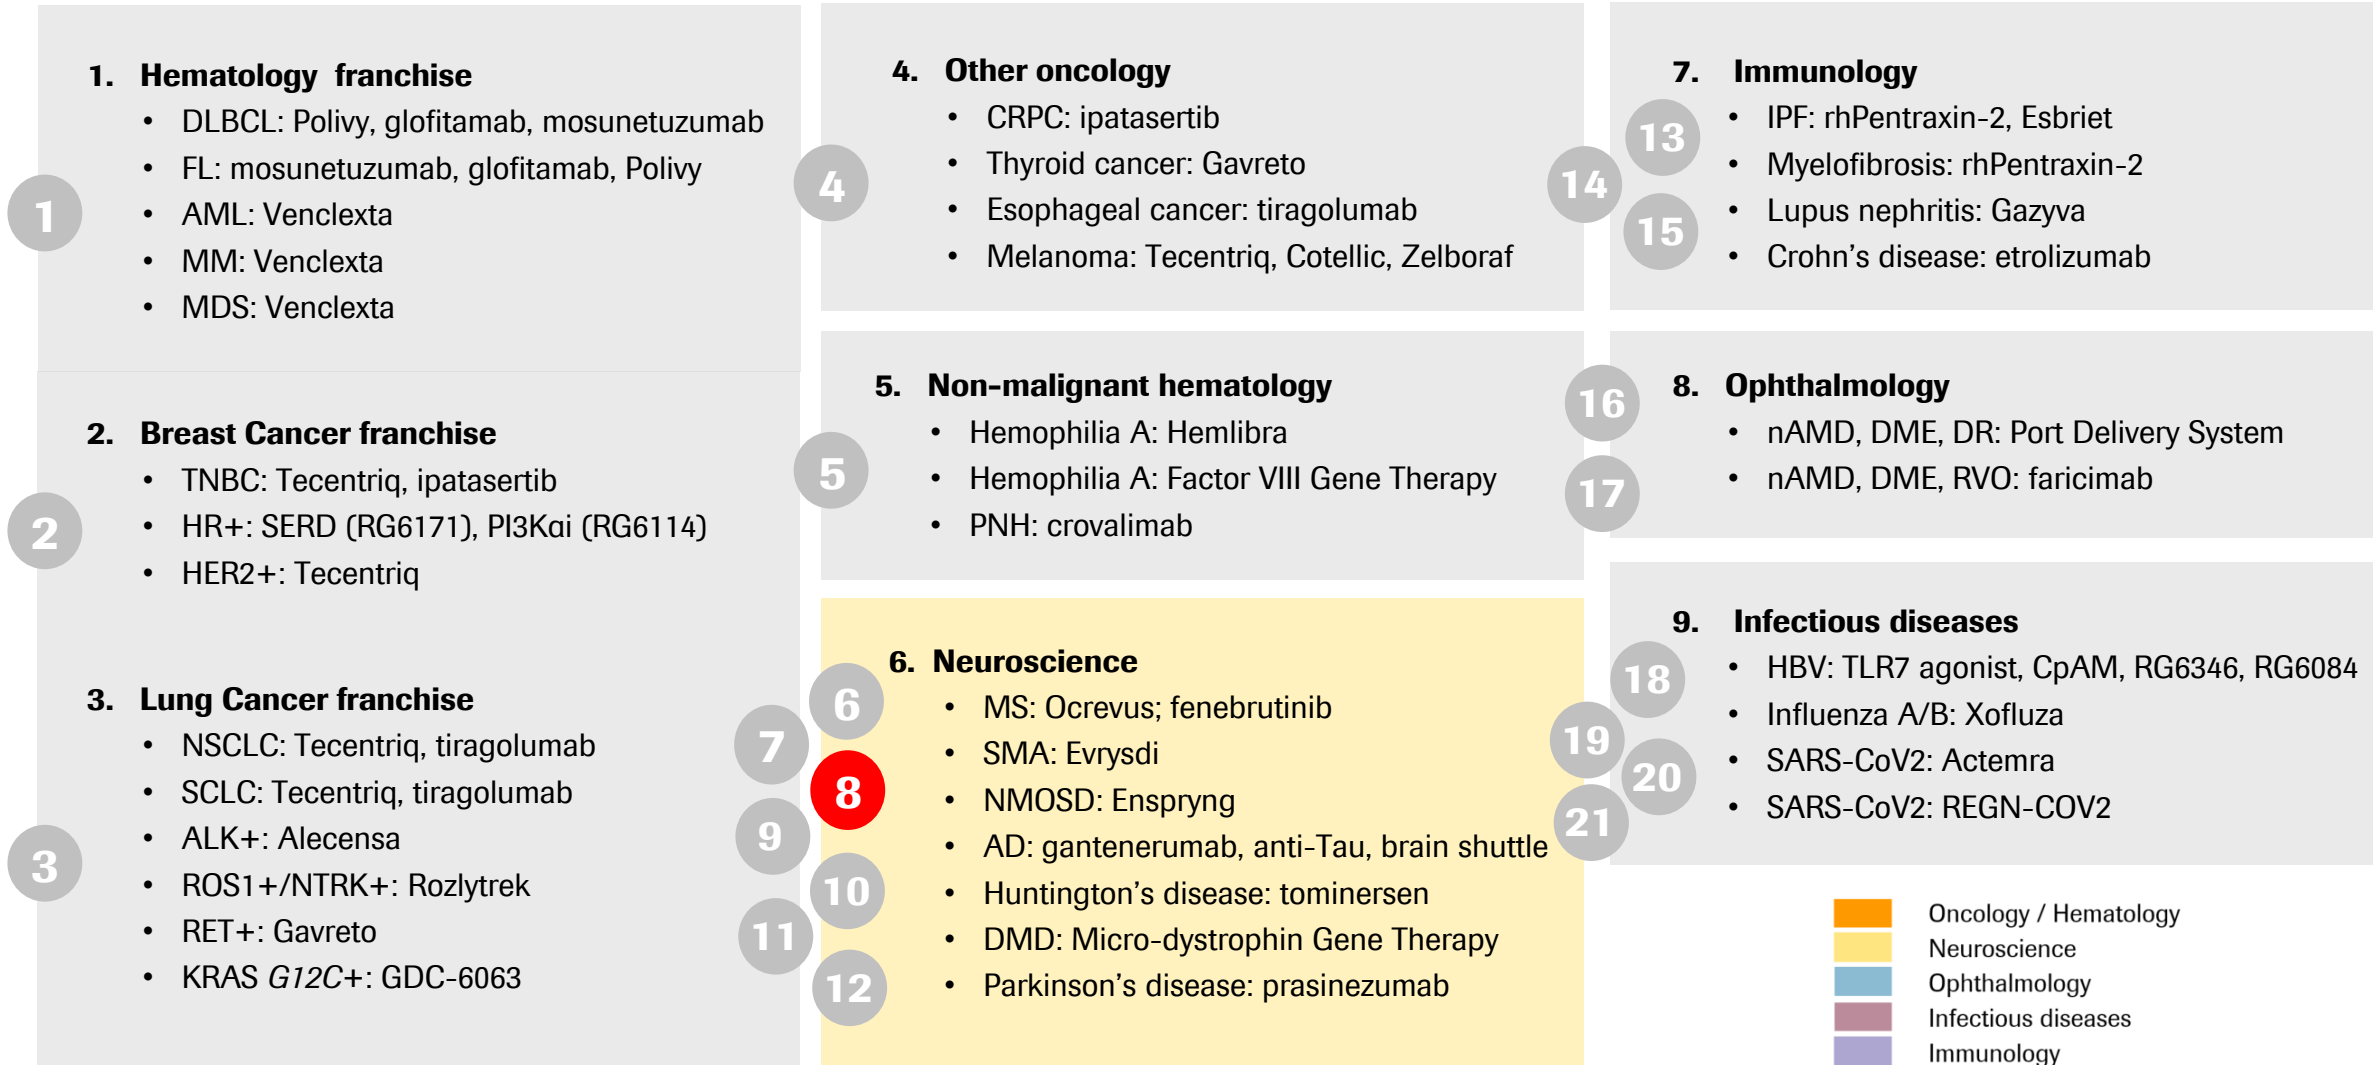 1. Hematology franchise
• DLBCL: Polivy, glofitamab, mosunetuzumab
• FL: mosunetuzumab, glofitamab, Polivy
• AML: Venclexta
• MM: Venclexta
• MDS: Venclexta
1
2. Breast Cancer franchise
• TNBC: Tecentriq, ipatasertib
• HR+: SERD (RG6171), PI3Kαi (RG6114)
• HER2+: Tecentriq
2
3. Lung Cancer franchise
• NSCLC: Tecentriq, tiragolumab
• SCLC: Tecentriq, tiragolumab
• ALK+: Alecensa
• ROS1+/NTRK+: Rozlytrek
• RET+: Gavreto
• KRAS G12C+: GDC-6063
3
4. Other oncology
• CRPC: ipatasertib
• Thyroid cancer: Gavreto
• Esophageal cancer: tiragolumab
• Melanoma: Tecentriq, Cotellic, Zelboraf
4
5. Non-malignant hematology
• Hemophilia A: Hemlibra
• Hemophilia A: Factor VIII Gene Therapy
• PNH: crovalimab
5
6. Neuroscience
• MS: Ocrevus; fenebrutinib
• SMA: Evrysdi
• NMOSD: Enspryng
• AD: gantenerumab, anti-Tau, brain shuttle
• Huntington's disease: tominersen
• DMD: Micro-dystrophin Gene Therapy
• Parkinson's disease: prasinezumab
6
7
8
9
10
11
12
7. Immunology
• IPF: rhPentraxin-2, Esbriet
• Myelofibrosis: rhPentraxin-2
• Lupus nephritis: Gazyva
• Crohn's disease: etrolizumab
13
14
15
8. Ophthalmology
• nAMD, DME, DR: Port Delivery System
• nAMD, DME, RVO: faricimab
16
17
9. Infectious diseases
• HBV: TLR7 agonist, CpAM, RG6346, RG6084
• Influenza A/B: Xofluza
• SARS-CoV2: Actemra
• SARS-CoV2: REGN-COV2
18
19
20
21
Oncology / Hematology
Neuroscience
Ophthalmology
Infectious diseases
Immunology